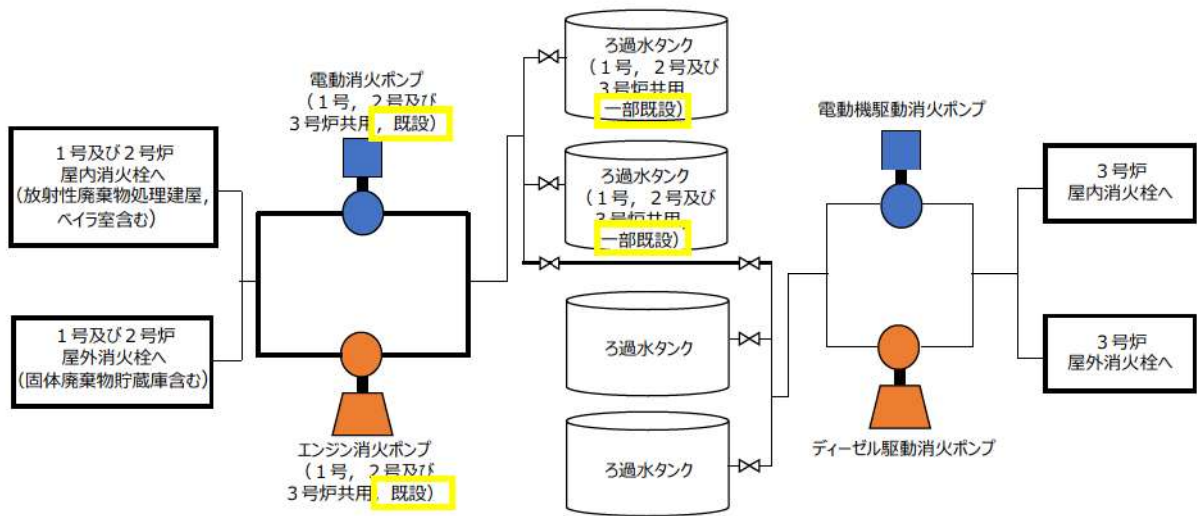 電動消火ポンプ
(1号,2号及び
3号炉共用,既設)
1号及び2号炉
屋内消火栓へ
(放射性廃棄物処理建屋,
ベイラ室含む)
1号及び2号炉
屋外消火栓へ
(固体廃棄物貯蔵庫含む)
エンジン消火ポンプ
(1号,2号及び
3号炉共用,既設)
ろ過水タンク
(1号,2号及び
3号炉共用,
一部既設)
ろ過水タンク
(1号,2号及び
3号炉共用,
一部既設)
ろ過水タンク
ろ過水タンク
電動機駆動消火ポンプ
ディーゼル駆動消火ポンプ
3号炉
屋内消火栓へ
3号炉
屋外消火栓へ